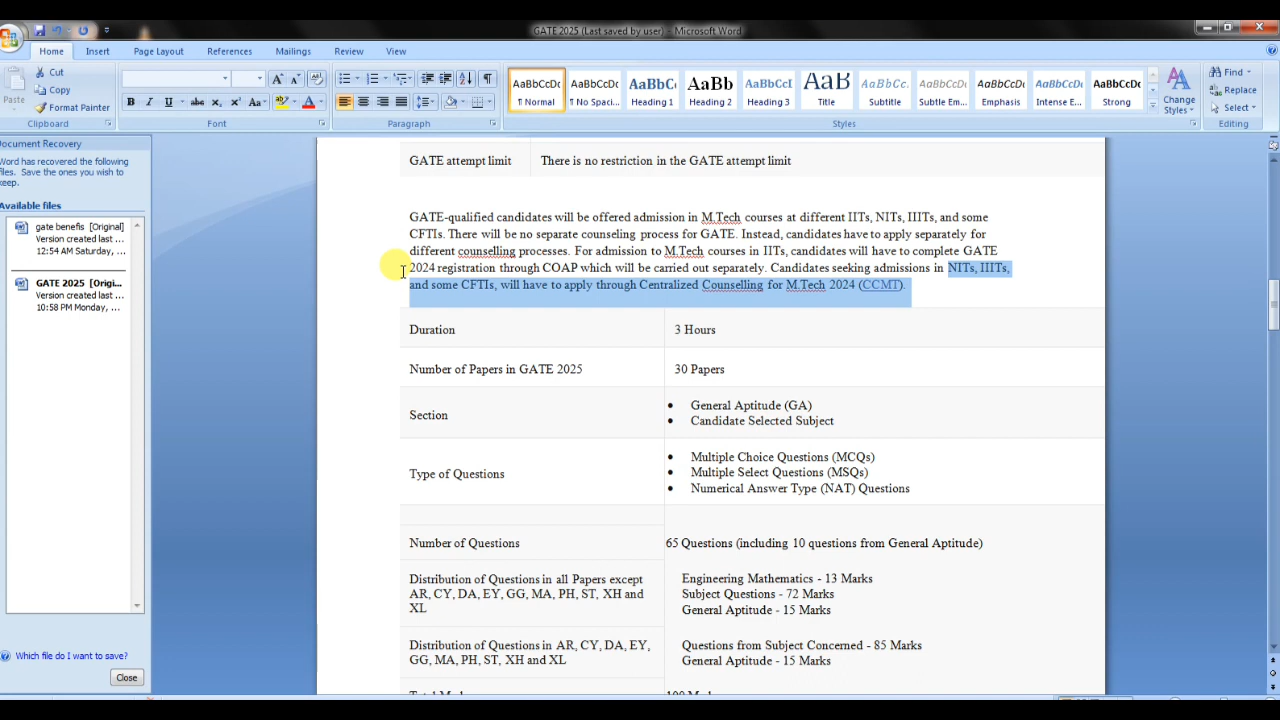 GATE 2025 (Last saved by user) - Microsoft Word
Home Insert Page Layout References Mailings Review View
Cut
Copy
Format Painter
Paste
Clipboard
Font
Paragraph
AaBbCcDc AaBbCcDc AaBbC AaBb AaBbCcI AaB AaBbCc. AaBbCcDc AaBbCcDc AaBbCcDc AaBbCcDc
¶ Normal ¶ No Spaci... Heading 1 Heading 2 Heading 3 Title Subtitle Subtle Em... Emphasis Intense E... Strong
Change Styles
Styles
Find
Replace
Select
Editing
Document Recovery
Word has recovered the following
files. Save the ones you wish to
keep.
Available files
gate benefis [Original]
Version created last ...
12:54 AM Saturday, ...
GATE 2025 [Origi...
Version created last ...
10:58 PM Monday, ...
Which file do I want to save?
Close
GATE attempt limit There is no restriction in the GATE attempt limit
GATE-qualified candidates will be offered admission in M.Tech courses at different IITs, NITs, IIITs, and some
CFTIs. There will be no separate counseling process for GATE. Instead, candidates have to apply separately for
different counselling processes. For admission to M.Tech courses in IITs, candidates will have to complete GATE
2024 registration through COAP which will be carried out separately. Candidates seeking admissions in NITs, IIITs,
and some CFTIs, will have to apply through Centralized Counselling for M.Tech 2024 (CCMT).
Duration 3 Hours
Number of Papers in GATE 2025 30 Papers
Section
• General Aptitude (GA)
• Candidate Selected Subject
Type of Questions
• Multiple Choice Questions (MCQs)
• Multiple Select Questions (MSQs)
• Numerical Answer Type (NAT) Questions
Number of Questions 65 Questions (including 10 questions from General Aptitude)
Distribution of Questions in all Papers except
AR, CY, DA, EY, GG, MA, PH, ST, XH and
XL
Engineering Mathematics - 13 Marks
Subject Questions - 72 Marks
General Aptitude - 15 Marks
Distribution of Questions in AR, CY, DA, EY,
GG, MA, PH, ST, XH and XL
Questions from Subject Concerned - 85 Marks
General Aptitude - 15 Marks